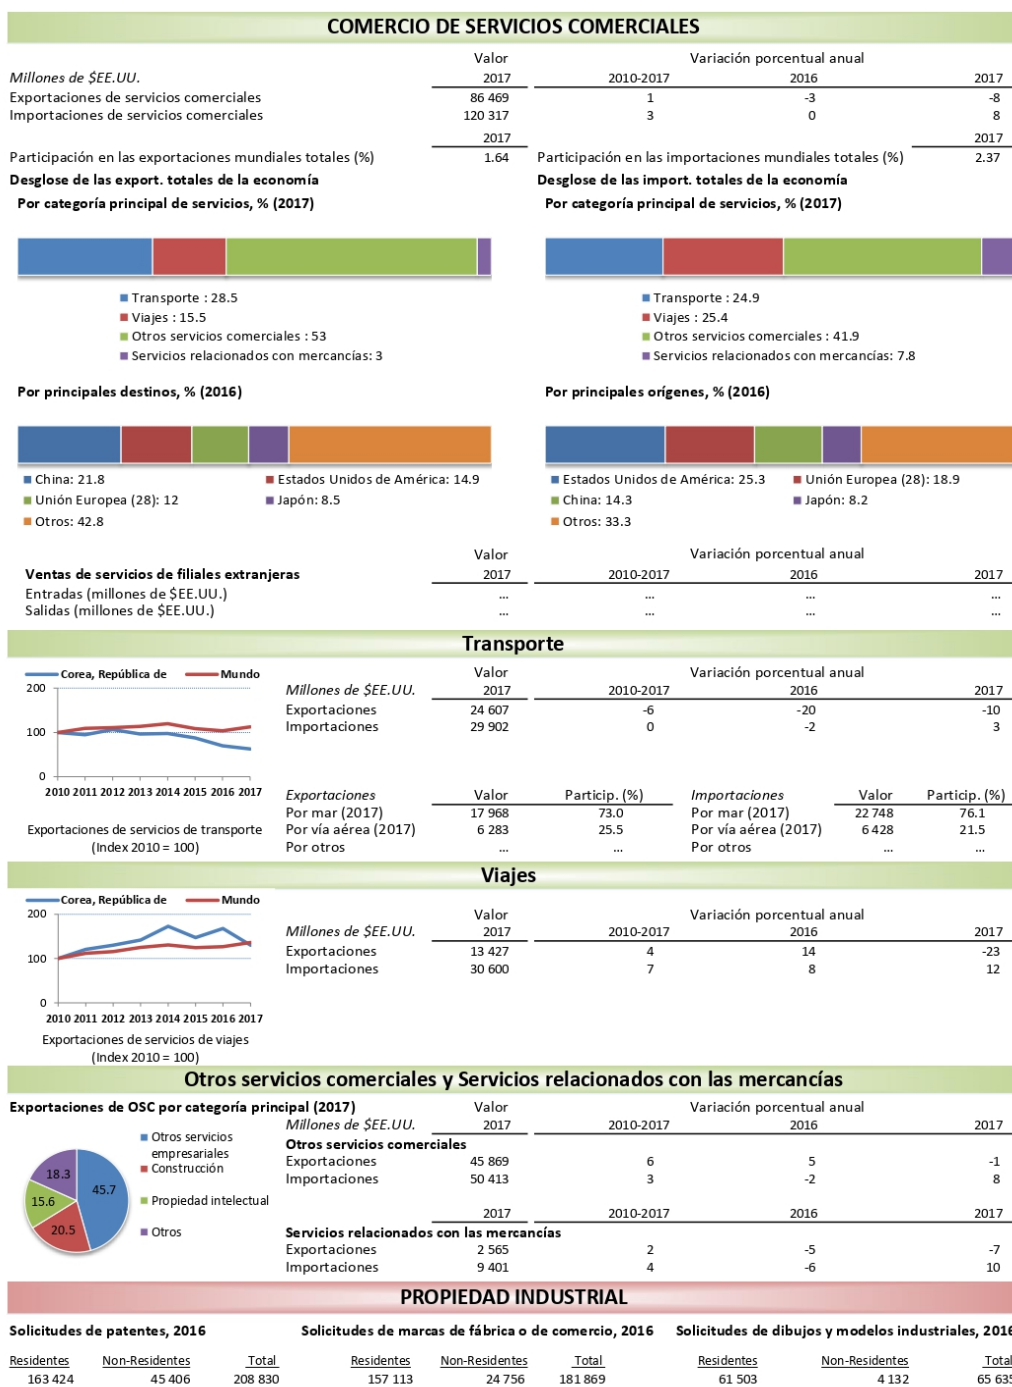 COMERCIO DE SERVICIOS COMERCIALES
Valor Variación porcentual anual
Millones de $EE.UU. 2017 2010-2017 2016 2017
Exportaciones de servicios comerciales 86 469 1 -3 -8
Importaciones de servicios comerciales 120 317 3 0 8
2017 2017
Participación en las exportaciones mundiales totales (%) 1.64 Participación en las importaciones mundiales totales (%) 2.37
Desglose de las export. totales de la economía Desglose de las import. totales de la economía
Por categoría principal de servicios, % (2017) Por categoría principal de servicios, % (2017)
Transporte : 28.5 Transporte : 24.9
Viajes : 15.5 Viajes : 25.4
Otros servicios comerciales : 53 Otros servicios comerciales : 41.9
Servicios relacionados con mercancías: 3 Servicios relacionados con mercancías: 7.8
Por principales destinos, % (2016) Por principales orígenes, % (2016)
China: 21.8 Estados Unidos de América: 14.9 Estados Unidos de América: 25.3 Unión Europea (28): 18.9
Unión Europea (28): 12 Japón: 8.5 China: 14.3 Japón: 8.2
Otros: 42.8 Otros: 33.3
Valor Variación porcentual anual
Ventas de servicios de filiales extranjeras 2017 2010-2017 2016 2017
Entradas (millones de $EE.UU.) ... ... ... ...
Salidas (millones de $EE.UU.) ... ... ... ...
Transporte
Corea, República de Mundo
200
100
0
2010 2011 2012 2013 2014 2015 2016 2017
Exportaciones de servicios de transporte
(Index 2010 = 100)
Valor Variación porcentual anual
Millones de $EE.UU. 2017 2010-2017 2016 2017
Exportaciones 24 607 -6 -20 -10
Importaciones 29 902 0 -2 3
Exportaciones Valor Particip. (%) Importaciones Valor Particip. (%)
Por mar (2017) 17 968 73.0 Por mar (2017) 22 748 76.1
Por vía aérea (2017) 6 283 25.5 Por vía aérea (2017) 6 428 21.5
Por otros ... ... Por otros ... ...
Viajes
Corea, República de Mundo
200
100
0
2010 2011 2012 2013 2014 2015 2016 2017
Exportaciones de servicios de viajes
(Index 2010 = 100)
Valor Variación porcentual anual
Millones de $EE.UU. 2017 2010-2017 2016 2017
Exportaciones 13 427 4 14 -23
Importaciones 30 600 7 8 12
Otros servicios comerciales y Servicios relacionados con las mercancías
Exportaciones de OSC por categoría principal (2017)
45.7
20.5
15.6
18.3
Otros servicios
empresariales
Construcción
Propiedad intelectual
Otros
Valor Variación porcentual anual
Millones de $EE.UU. 2017 2010-2017 2016 2017
Otros servicios comerciales
Exportaciones 45 869 6 5 -1
Importaciones 50 413 3 -2 8
2017 2010-2017 2016 2017
Servicios relacionados con las mercancías
Exportaciones 2 565 2 -5 -7
Importaciones 9 401 4 -6 10
PROPIEDAD INDUSTRIAL
Solicitudes de patentes, 2016 Solicitudes de marcas de fábrica o de comercio, 2016 Solicitudes de dibujos y modelos industriales, 2016
Residentes Non-Residentes Total Residentes Non-Residentes Total Residentes Non-Residentes Total
163 424 45 406 208 830 157 113 24 756 181 869 61 503 4 132 65 635